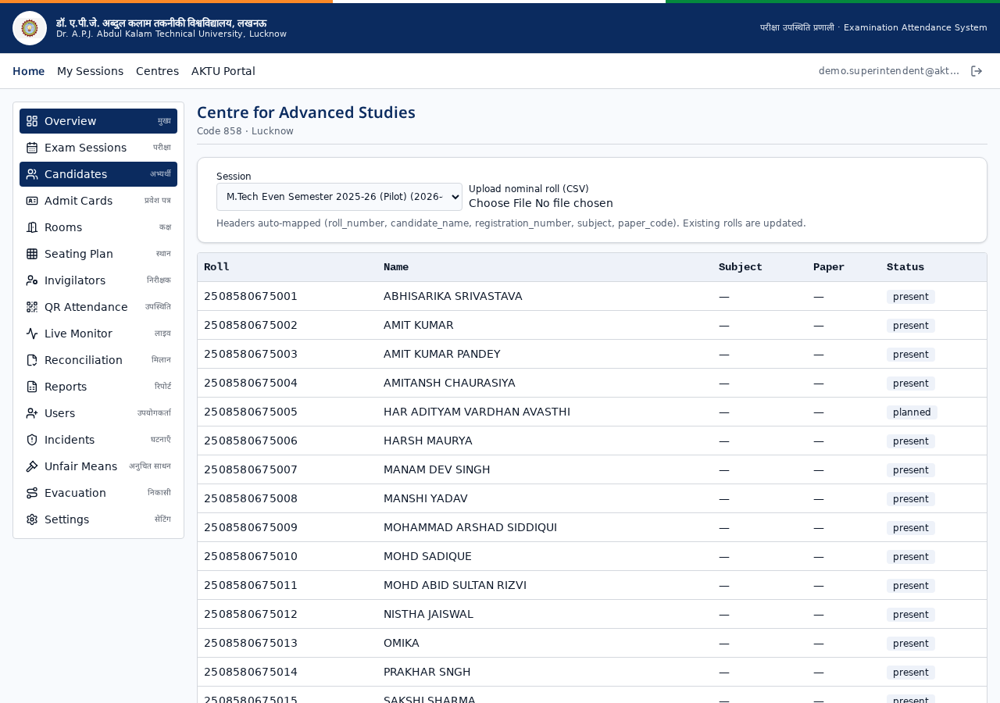 डॉ. ए.पी.जे. अब्दुल कलाम तकनीकी विश्वविद्यालय, लखनऊ
Dr. A.P.J. Abdul Kalam Technical University, Lucknow
परीक्षा उपस्थिति प्रणाली · Examination Attendance System
Home My Sessions Centres AKTU Portal
demo.superintendent@akt...
Overview मुख्य
Exam Sessions परीक्षा
Candidates अभ्यर्थी
Admit Cards प्रवेश पत्र
Rooms कक्ष
Seating Plan स्थान
Invigilators निरीक्षक
QR Attendance उपस्थिति
Live Monitor लाइव
Reconciliation मिलान
Reports रिपोर्ट
Users उपयोगकर्ता
Incidents घटनाएँ
Unfair Means अनुचित साधन
Evacuation निकासी
Settings सेटिंग
Centre for Advanced Studies
Code 858 · Lucknow
Session
M.Tech Even Semester 2025-26 (Pilot) (2026-
Upload nominal roll (CSV)
Choose File No file chosen
Headers auto-mapped (roll_number, candidate_name, registration_number, subject, paper_code). Existing rolls are updated.
Roll Name Subject Paper Status
2508580675001 ABHISARIKA SRIVASTAVA — — present
2508580675002 AMIT KUMAR — — present
2508580675003 AMIT KUMAR PANDEY — — present
2508580675004 AMITANSH CHAURASIYA — — present
2508580675005 HAR ADITYAM VARDHAN AVASTHI — — planned
2508580675006 HARSH MAURYA — — present
2508580675007 MANAM DEV SINGH — — present
2508580675008 MANSHI YADAV — — present
2508580675009 MOHAMMAD ARSHAD SIDDIQUI — — present
2508580675010 MOHD SADIQUE — — present
2508580675011 MOHD ABID SULTAN RIZVI — — present
2508580675012 NISTHA JAISWAL — — present
2508580675013 OMIKA — — present
2508580675014 PRAKHAR SNGH — — present
2508580675015 SAKSHI SHARMA — — present